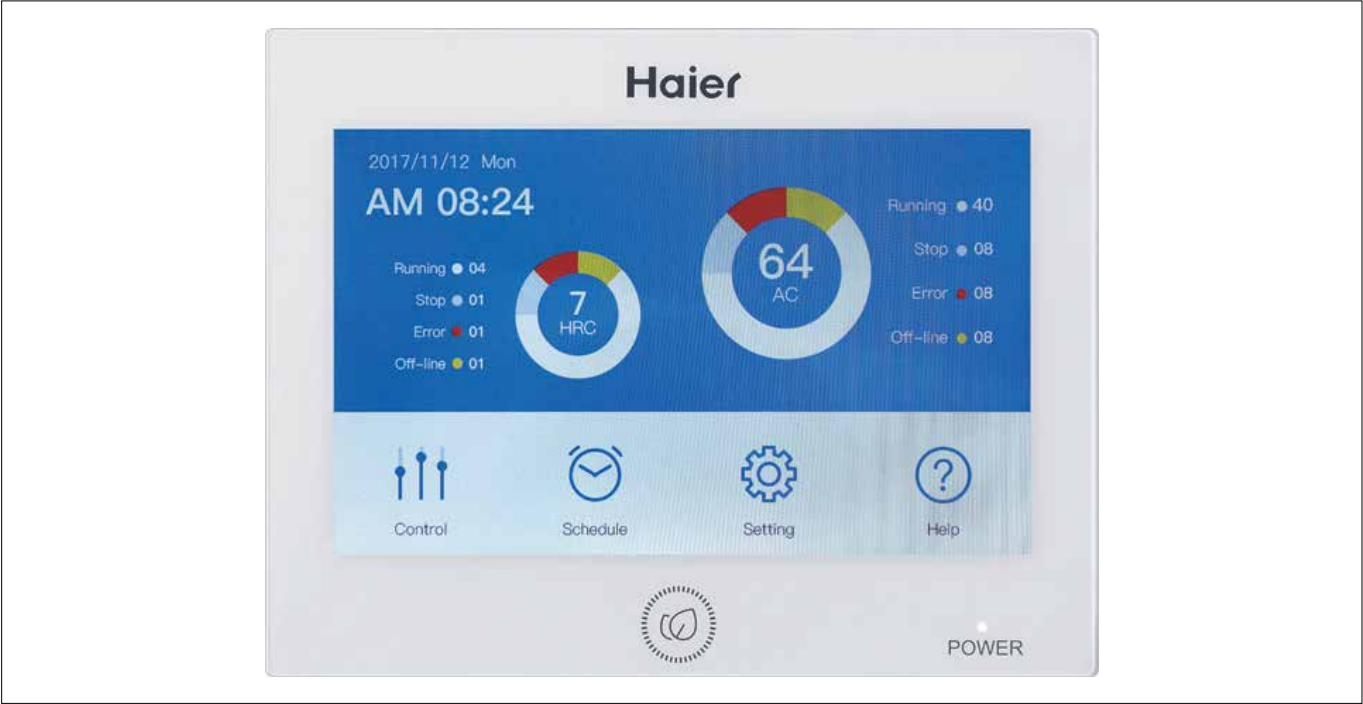 Haier
2017/11/12 Mon
AM 08:24
Running 04
Stop 01
Error 01
Off-line 01
7
HRC
64
AC
Running 40
Stop 08
Error 08
Off-line 08
Control
Schedule
Setting
?
Help
POWER